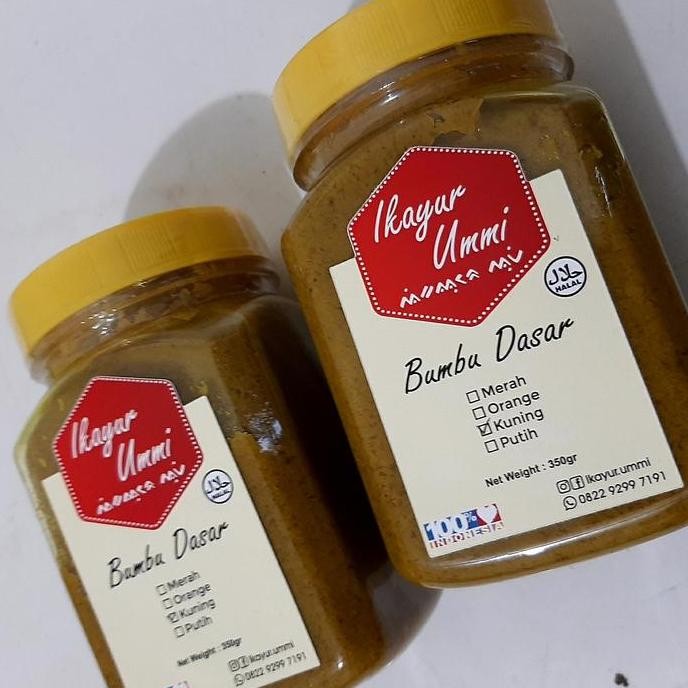 Ikayur
Ummi
Bumbu Dasar
حلال
HALAL
☐ Merah
☐ Orange
☑ Kuning
☐ Putih
Net Weight : 350gr
Ikayur.ummi
0822 9299 7191
100%
INDONESIA
Ikayur
Ummi
حلال
HALAL
Bumbu Dasar
☐ Merah
☐ Orange
☑ Kuning
☐ Putih
Net Weight : 350gr
Ikayur.ummi
0822 9299 7191